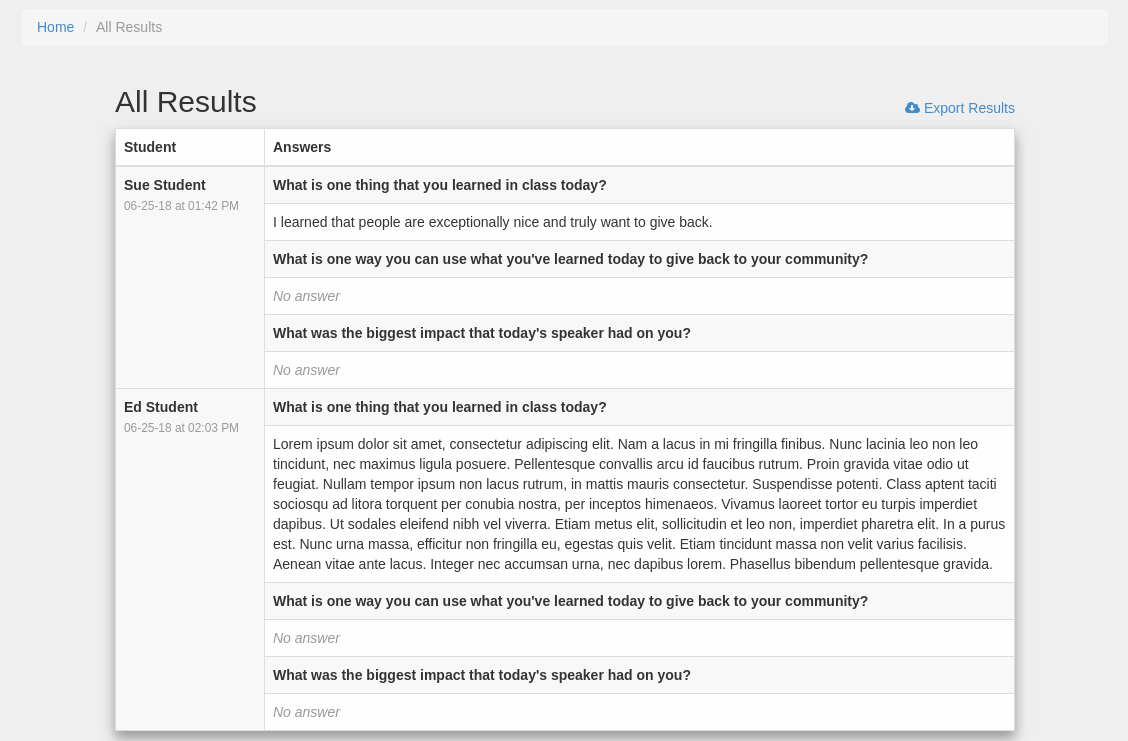 Home / All Results
All Results
Export Results
Student Answers
Sue Student What is one thing that you learned in class today?
06-25-18 at 01:42 PM
I learned that people are exceptionally nice and truly want to give back.
What is one way you can use what you've learned today to give back to your community?
No answer
What was the biggest impact that today's speaker had on you?
No answer
Ed Student What is one thing that you learned in class today?
06-25-18 at 02:03 PM
Lorem ipsum dolor sit amet, consectetur adipiscing elit. Nam a lacus in mi fringilla finibus. Nunc lacinia leo non leo
tincidunt, nec maximus ligula posuere. Pellentesque convallis arcu id faucibus rutrum. Proin gravida vitae odio ut
feugiat. Nullam tempor ipsum non lacus rutrum, in mattis mauris consectetur. Suspendisse potenti. Class aptent taciti
sociosqu ad litora torquent per conubia nostra, per inceptos himenaeos. Vivamus laoreet tortor eu turpis imperdiet
dapibus. Ut sodales eleifend nibh vel viverra. Etiam metus elit, sollicitudin et leo non, imperdiet pharetra elit. In a purus
est. Nunc urna massa, efficitur non fringilla eu, egestas quis velit. Etiam tincidunt massa non velit varius facilisis.
Aenean vitae ante lacus. Integer nec accumsan urna, nec dapibus lorem. Phasellus bibendum pellentesque gravida.
What is one way you can use what you've learned today to give back to your community?
No answer
What was the biggest impact that today's speaker had on you?
No answer